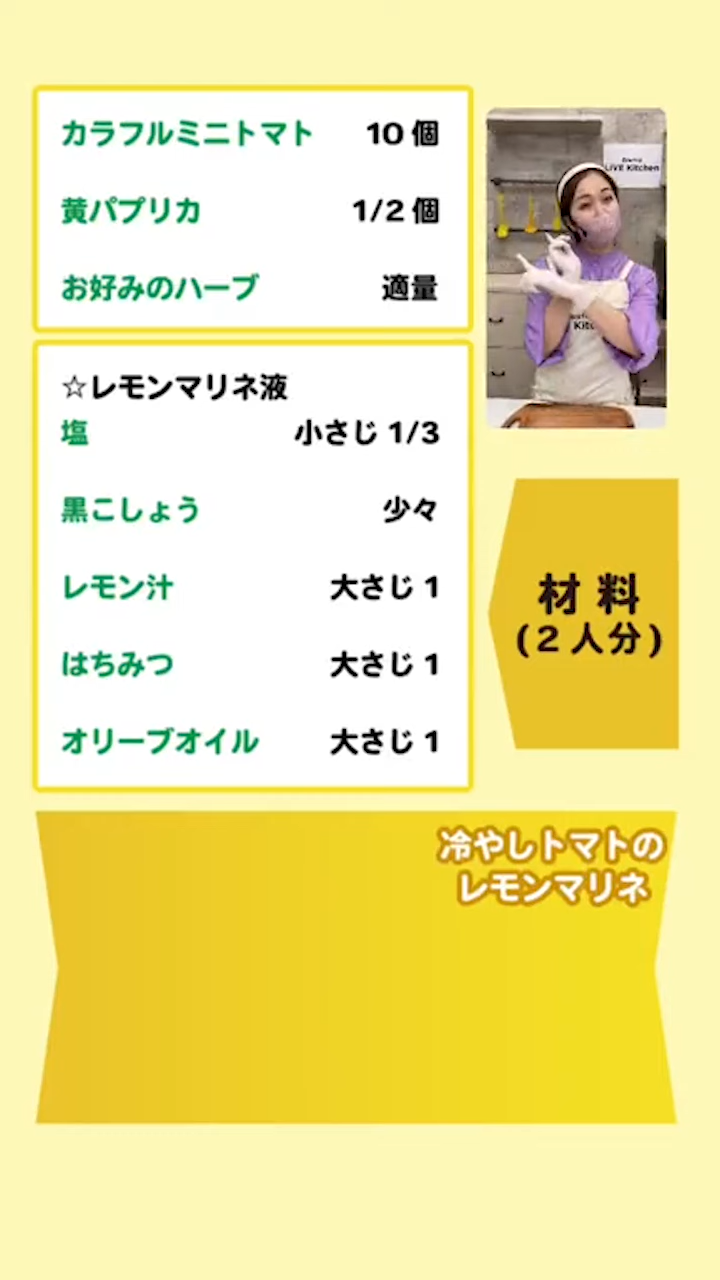 カラフルミニトマト 10 個
黄パプリカ 1/2 個
お好みのハーブ 適量
☆レモンマリネ液
塩 小さじ 1/3
黒こしょう 少々
レモン汁 大さじ 1
はちみつ 大さじ 1
オリーブオイル 大さじ 1
LIVE Kitchen
材 料
( 2 人分 )
冷やしトマトの
レモンマリネ